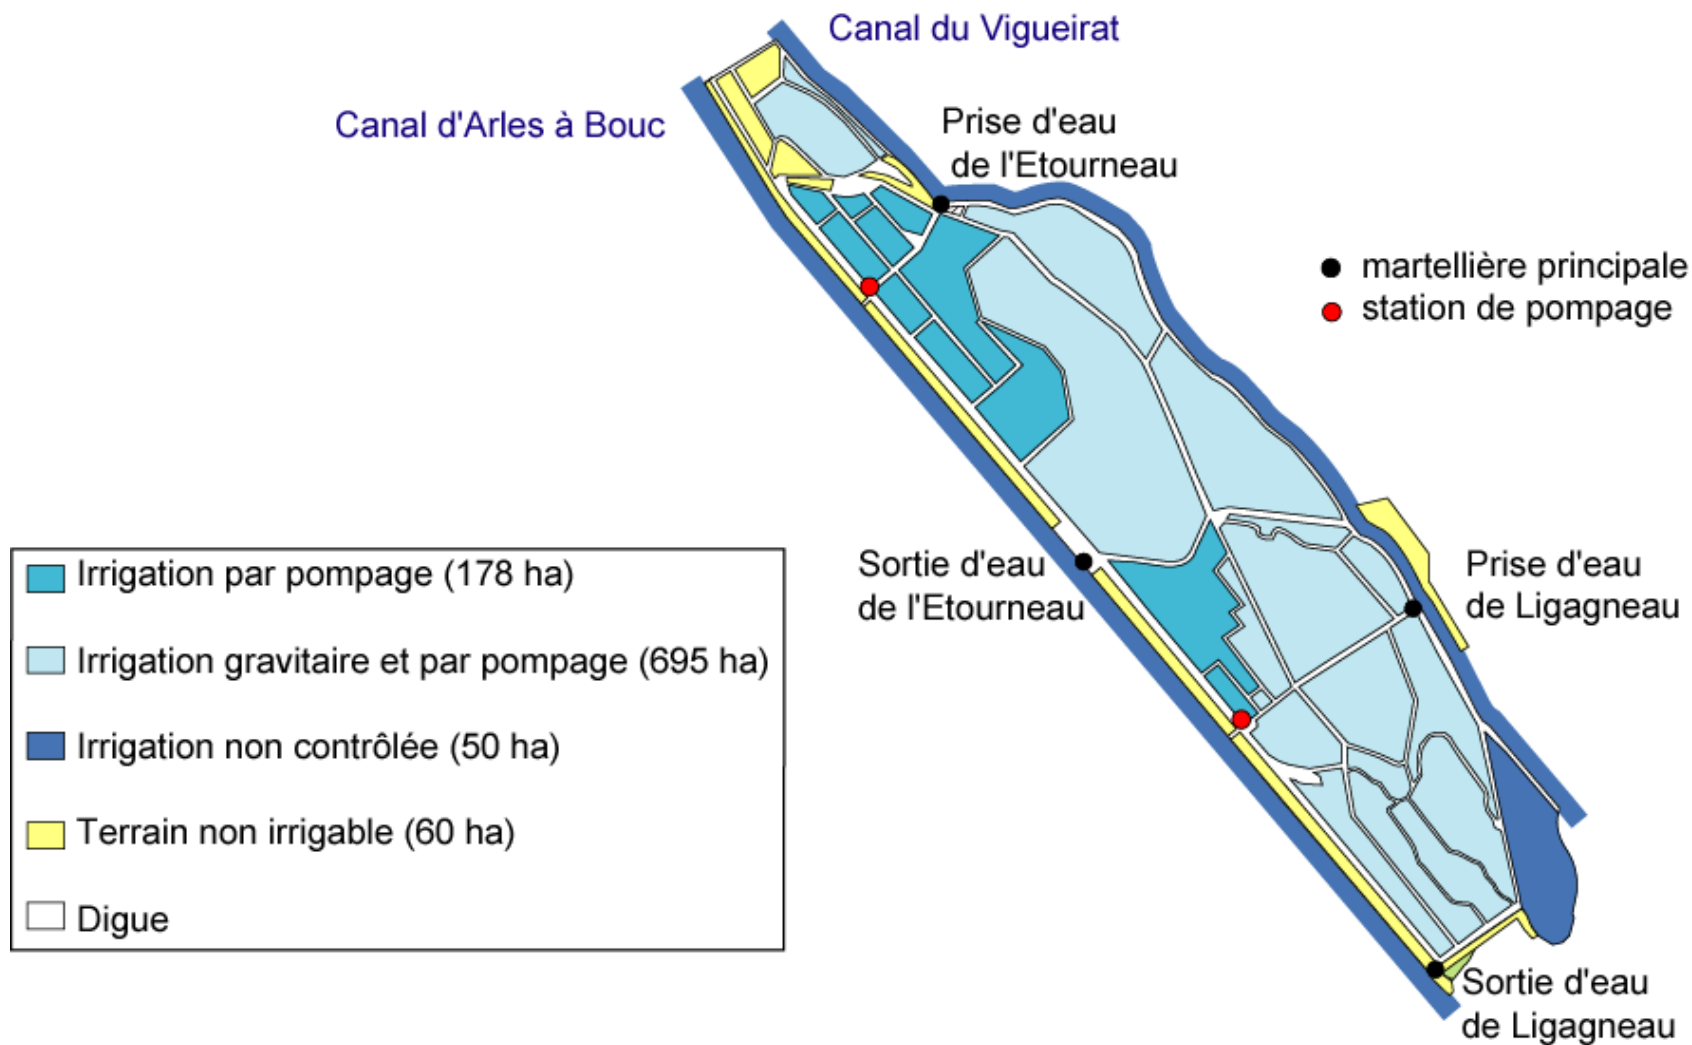 Canal du Vigueirat
Canal d'Arles à Bouc
Prise d'eau
de l'Etourneau
martellière principale
station de pompage
Irrigation par pompage (178 ha)
Irrigation gravitaire et par pompage (695 ha)
Irrigation non contrôlée (50 ha)
Terrain non irrigable (60 ha)
Digue
Sortie d'eau
de l'Etourneau
Prise d'eau
de Ligagneau
Sortie d'eau
de Ligagneau